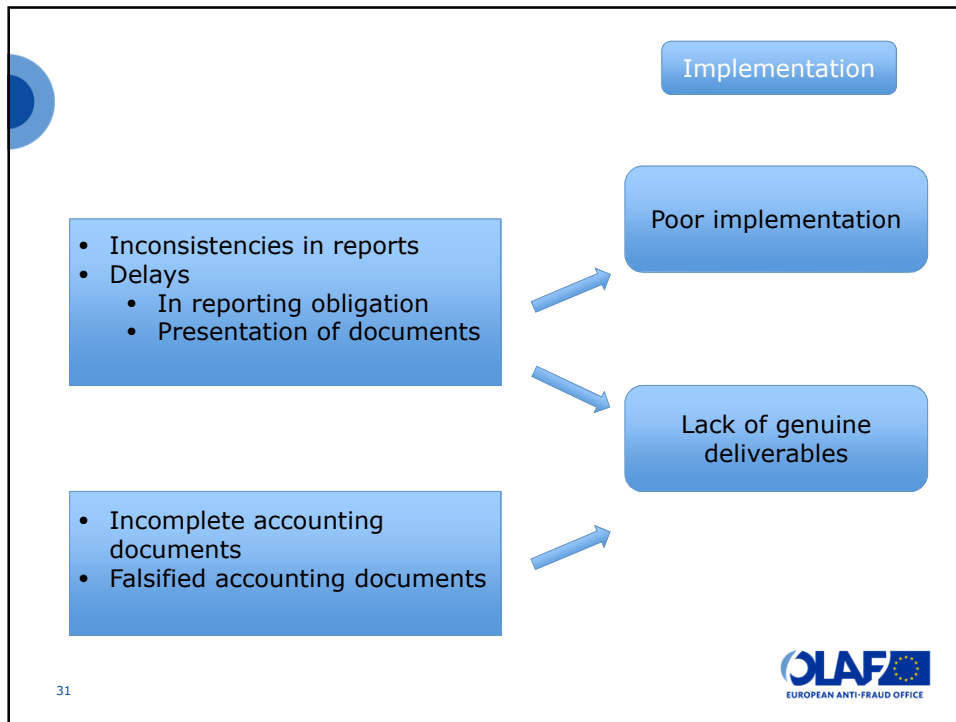 Implementation
Poor implementation
• Inconsistencies in reports
• Delays
• In reporting obligation
• Presentation of documents
Lack of genuine
deliverables
• Incomplete accounting
documents
• Falsified accounting documents
31
OLAF
EUROPEAN ANTI-FRAUD OFFICE